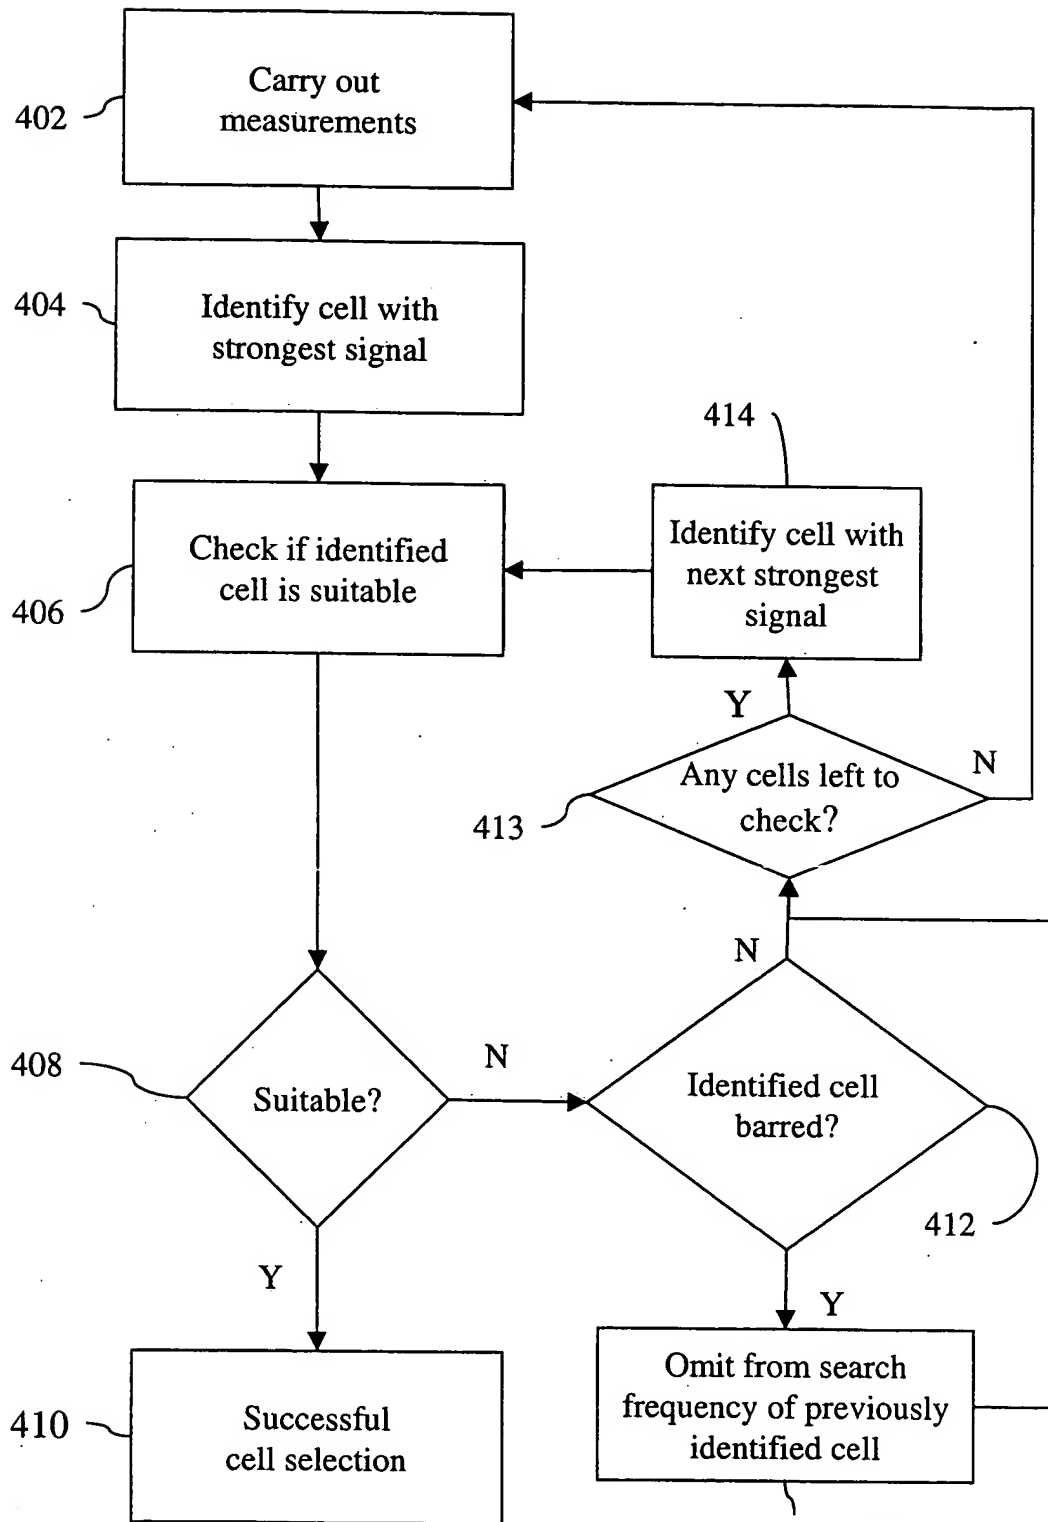 Carry out
measurements
402
Identify cell with
strongest signal
404
414
Identify cell with
next strongest
signal
Check if identified
cell is suitable
406
Y
N
Any cells left to
check?
413
N
408
Suitable?
N
Identified cell
barred?
412
Y
Y
Omit from search
frequency of previously
identified cell
410
Successful
cell selection